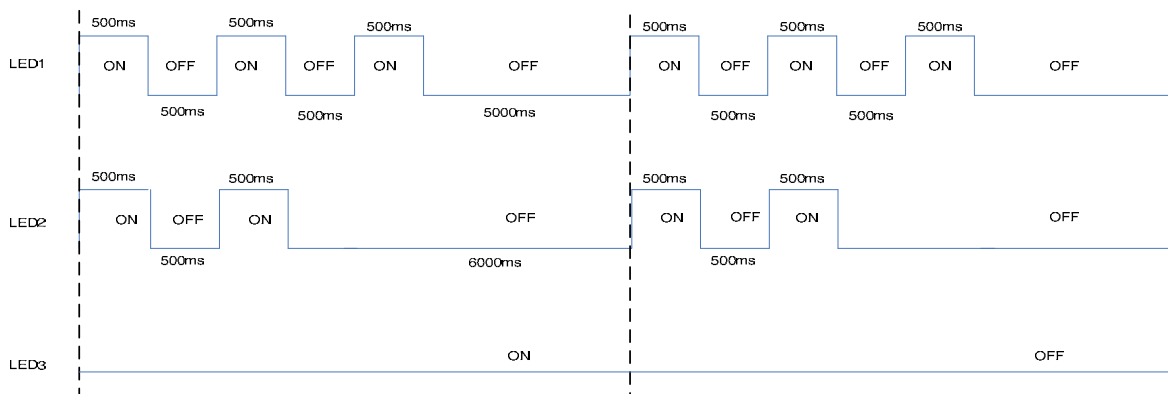 500ms 500ms 500ms 500ms 500ms 500ms
LED1 ON OFF ON OFF ON OFF ON OFF ON OFF ON OFF
500ms 500ms 5000ms 500ms 500ms
500ms 500ms 500ms 500ms
LED2 ON OFF ON OFF ON OFF ON OFF
500ms 6000ms 500ms
LED3 ON OFF